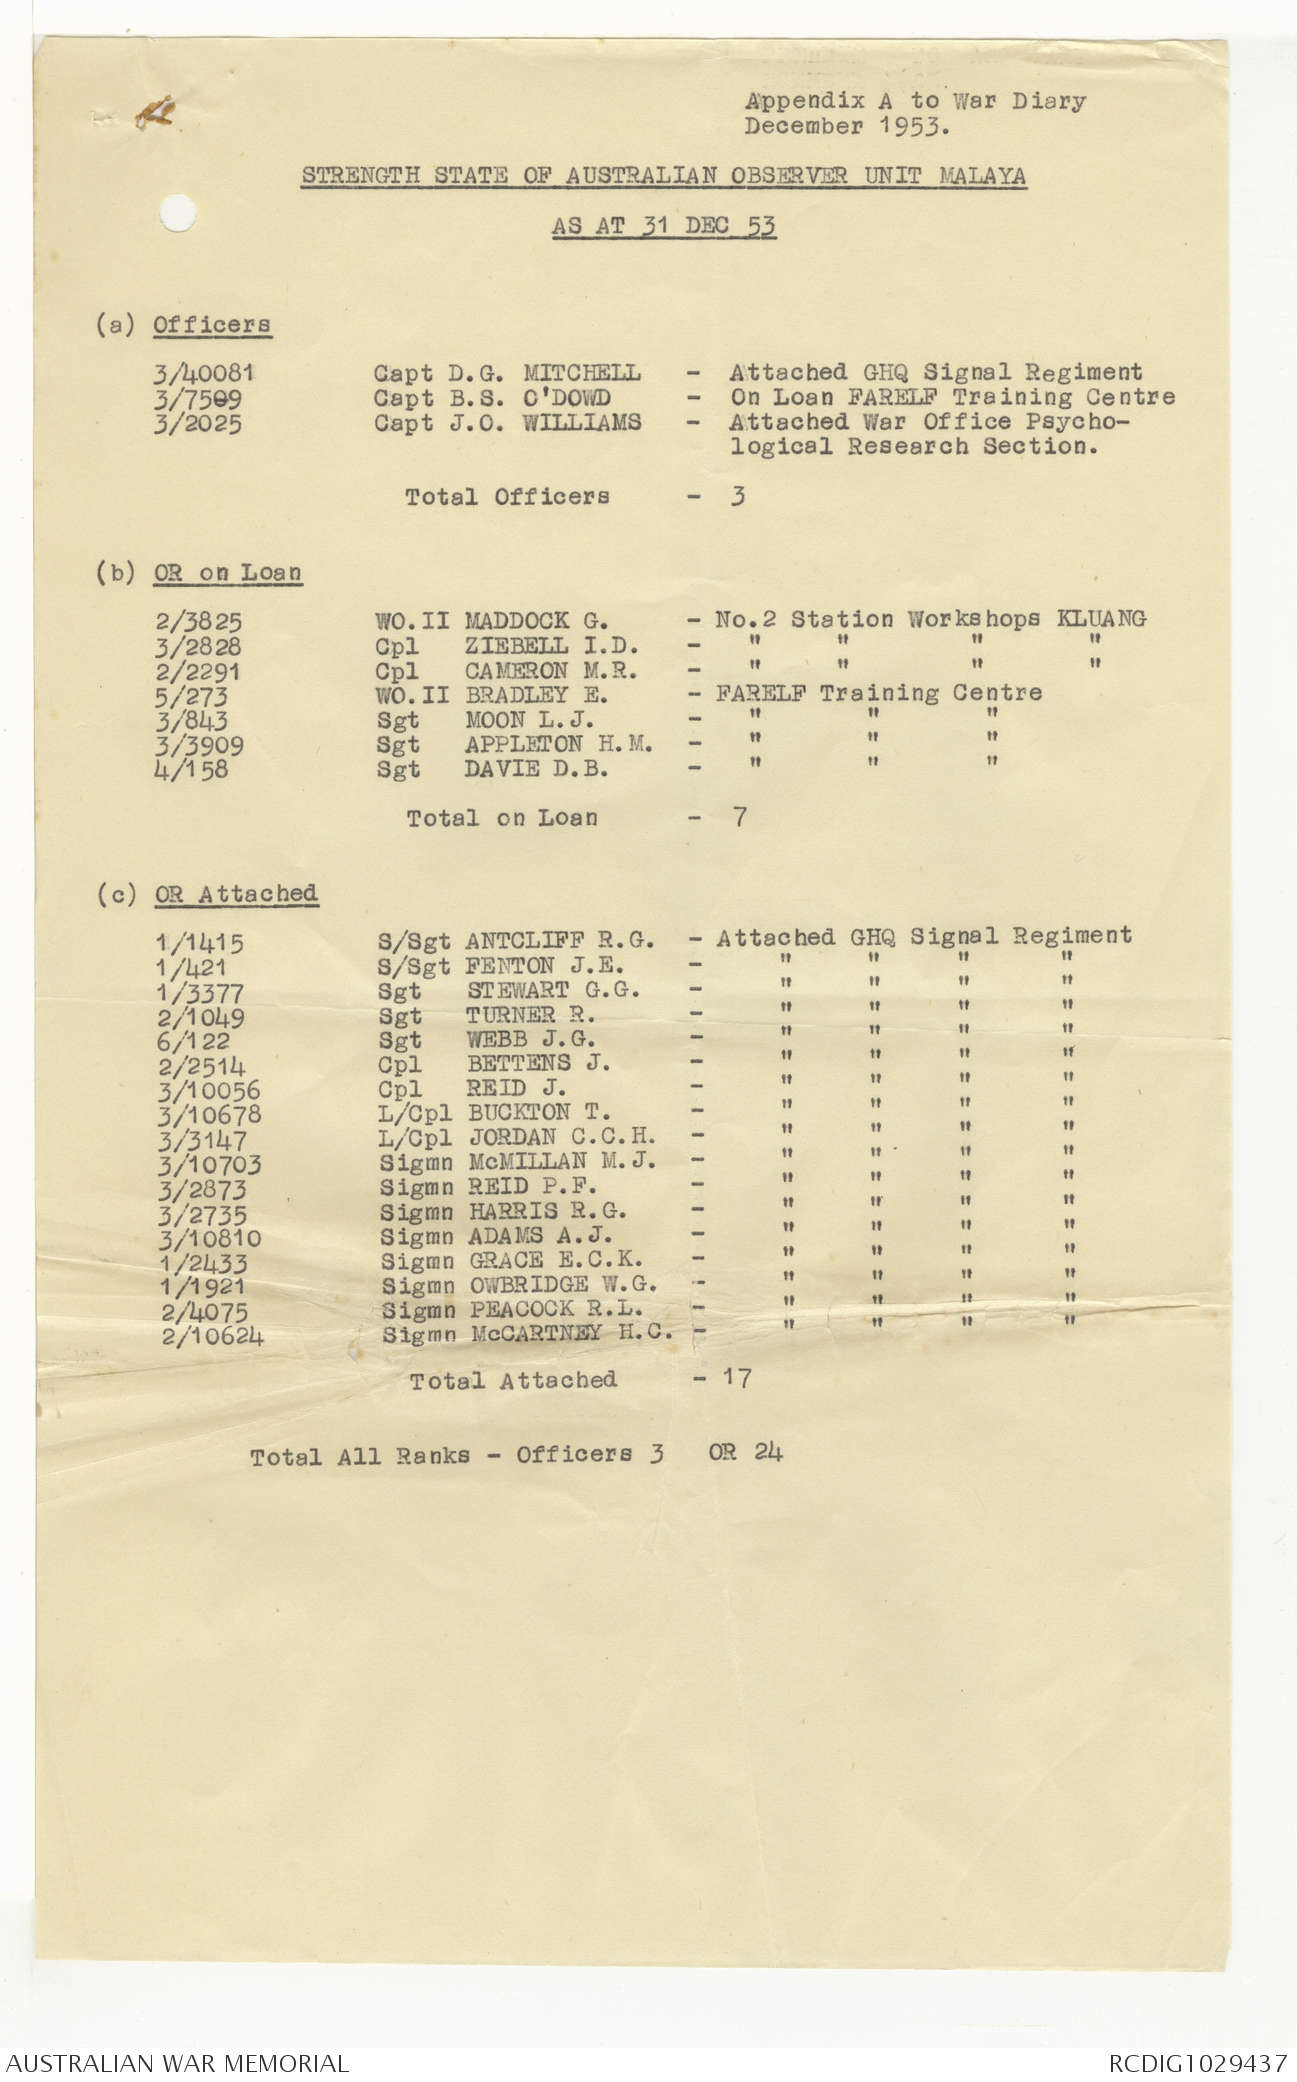 Appendix A to War Diary
December 1953.
STRENGTH STATE OF AUSTRALIAN OBSERVER UNIT MALAYA
AS AT 31 DEC 53
(a) Officers
3/40081 Capt D.G. MITCHELL - Attached GHQ Signal Regiment
3/7509 Capt B.S. O'DOWD - On Loan FARELF Training Centre
3/2025 Capt J.O. WILLIAMS - Attached War Office Psycho-
logical Research Section.
Total Officers - 3
(b) OR on Loan
2/3825 WO.II MADDOCK G. - No.2 Station Workshops KLUANG
3/2828 Cpl ZIEBELL I.D. - " " " "
2/2291 Cpl CAMERON M.R. - " " " "
5/273 WO.II BRADLEY E. - FARELF Training Centre
3/843 Sgt MOON L.J. - " " "
3/3909 Sgt APPLETON H.M. - " " "
4/158 Sgt DAVIE D.B. - " " "
Total on Loan - 7
(c) OR Attached
1/1415 S/Sgt ANTCLIFF R.G. - Attached GHQ Signal Regiment
1/421 S/Sgt FENTON J.E. - " " " "
1/3377 Sgt STEWART G.G. - " " " "
2/1049 Sgt TURNER R. - " " " "
6/122 Sgt WEBB J.G. - " " " "
2/2514 Cpl BETTENS J. - " " " "
3/10056 Cpl REID J. - " " " "
3/10678 L/Cpl BUCKTON T. - " " " "
3/3147 L/Cpl JORDAN C.C.H. - " " " "
3/10703 Sigmn McMILLAN M.J. - " " " "
3/2873 Sigmn REID P.F. - " " " "
3/2735 Sigmn HARRIS R.G. - " " " "
3/10810 Sigmn ADAMS A.J. - " " " "
1/2433 Sigmn GRACE E.C.K. - " " " "
1/1921 Sigmn OWBRIDGE W.G. - " " " "
2/4075 Sigmn PEACOCK R.L. - " " " "
2/10624 Sigmn McCARTNEY H.C. - " " " "
Total Attached - 17
Total All Ranks - Officers 3 OR 24
AUSTRALIAN WAR MEMORIAL
RCDIG1029437